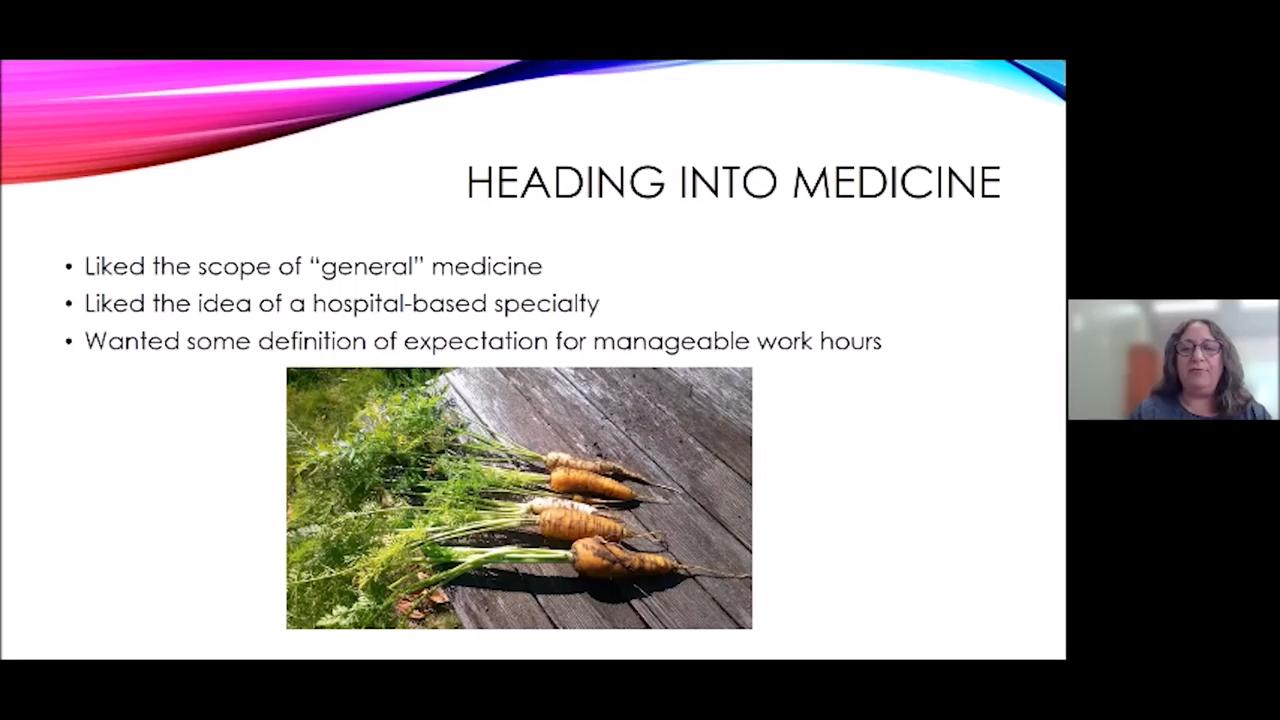 HEADING INTO MEDICINE
• Liked the scope of “general” medicine
• Liked the idea of a hospital-based specialty
• Wanted some definition of expectation for manageable work hours